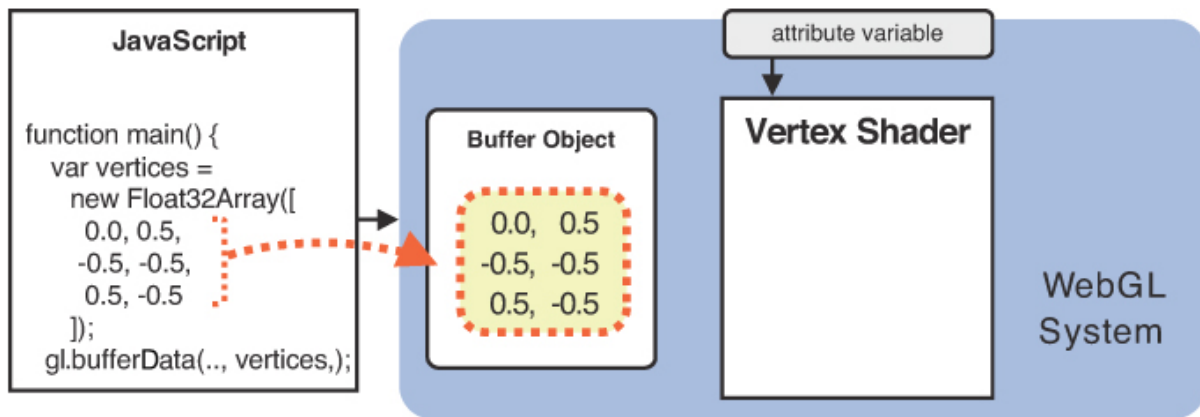 JavaScript
function main() {
var vertices =
new Float32Array([
0.0, 0.5,
-0.5, -0.5,
0.5, -0.5
]);
gl.bufferData(.., vertices,);
Buffer Object
0.0, 0.5
-0.5, -0.5
0.5, -0.5
attribute variable
Vertex Shader
WebGL
System